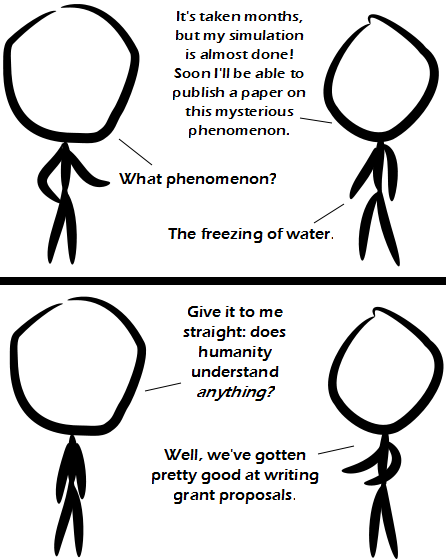 It's taken months,
but my simulation
is almost done!
Soon I'll be able to
publish a paper on
this mysterious
phenomenon.
What phenomenon?
The freezing of water.
Give it to me
straight: does
humanity
understand
anything?
Well, we've gotten
pretty good at writing
grant proposals.